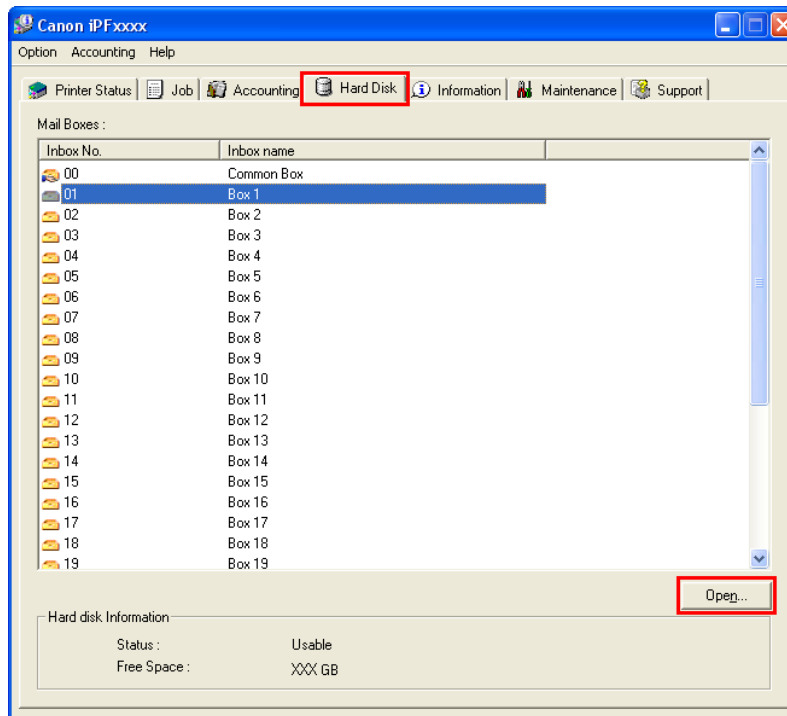 Canon iPFxxxx
Option Accounting Help
Printer Status Job Accounting Hard Disk Information Maintenance Support
Mail Boxes :
Inbox No. Inbox name
00 Common Box
01 Box 1
02 Box 2
03 Box 3
04 Box 4
05 Box 5
06 Box 6
07 Box 7
08 Box 8
09 Box 9
10 Box 10
11 Box 11
12 Box 12
13 Box 13
14 Box 14
15 Box 15
16 Box 16
17 Box 17
18 Box 18
19 Box 19
Open...
Hard disk Information
Status : Usable
Free Space : XXX GB